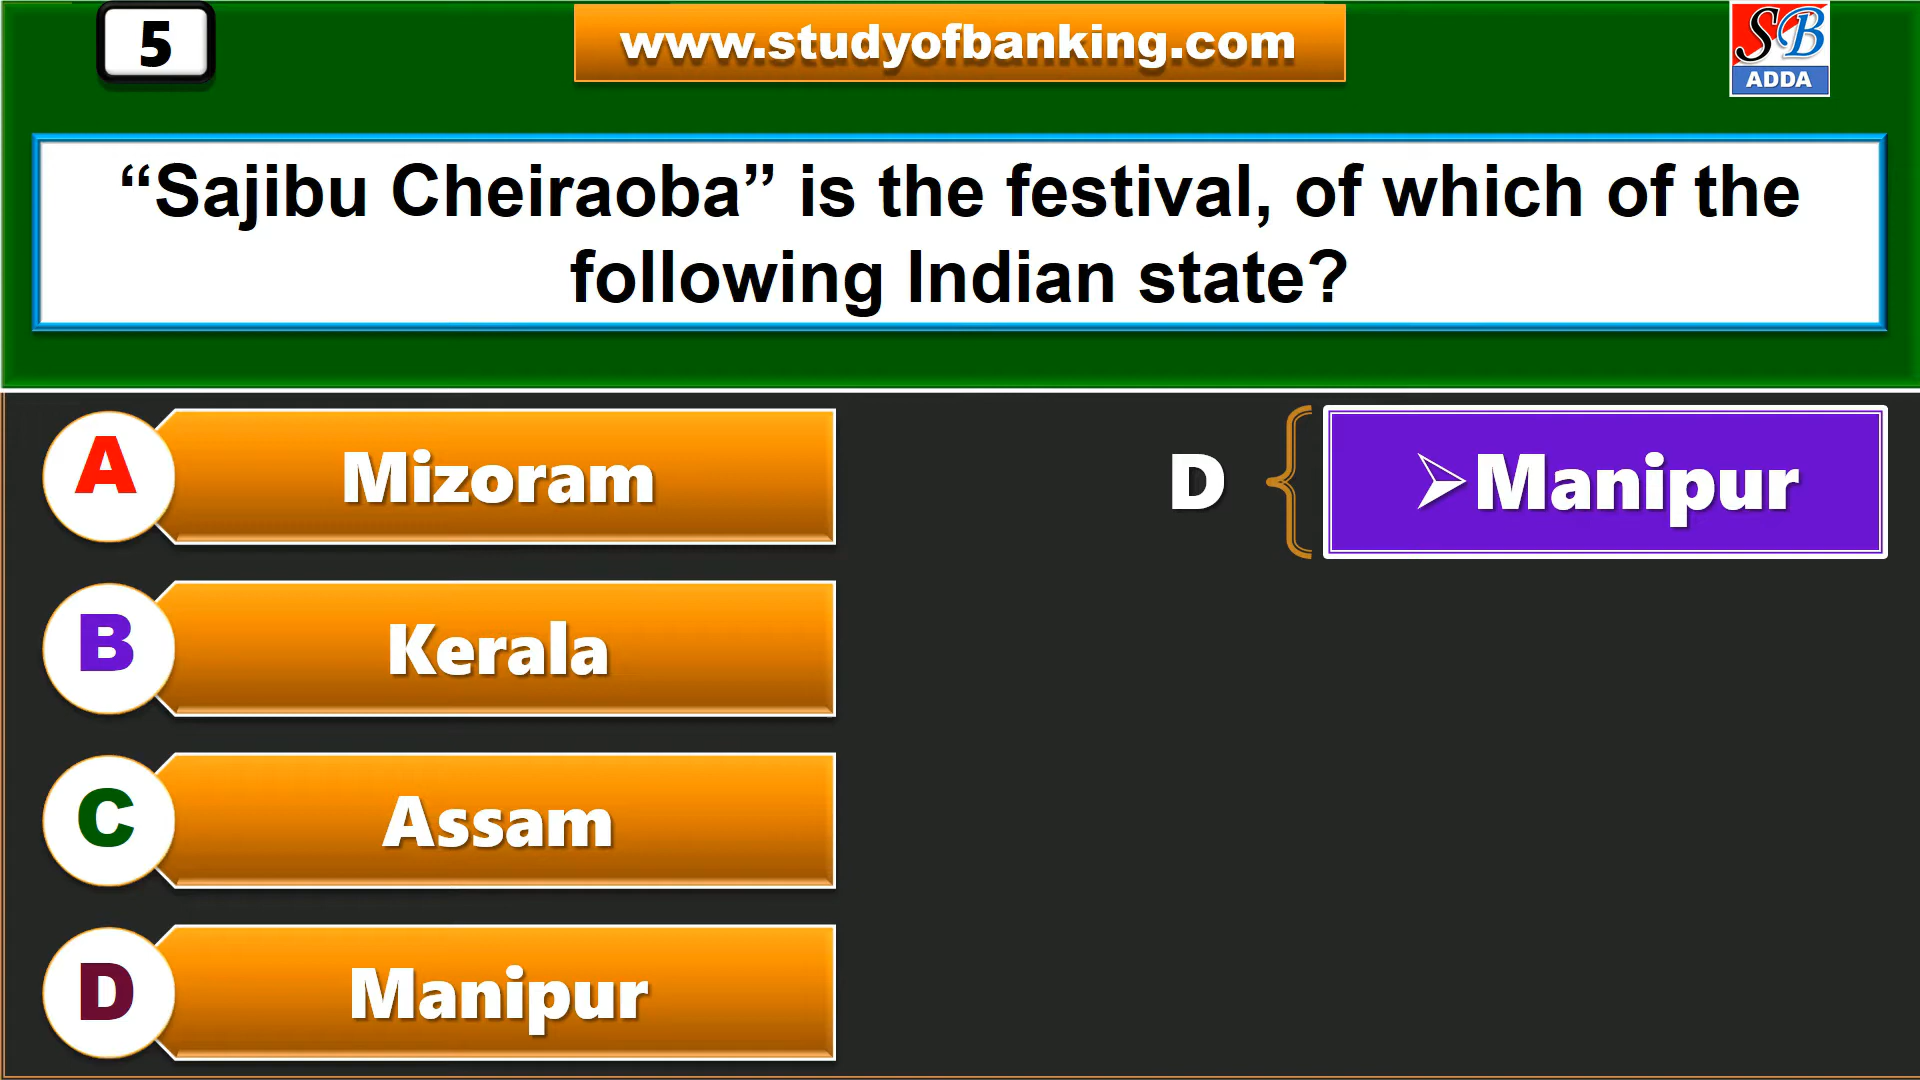 5
www.studyofbanking.com
SB
ADDA
“Sajibu Cheiraoba” is the festival, of which of the
following Indian state?
A
Mizoram
D
➢Manipur
B
Kerala
C
Assam
D
Manipur